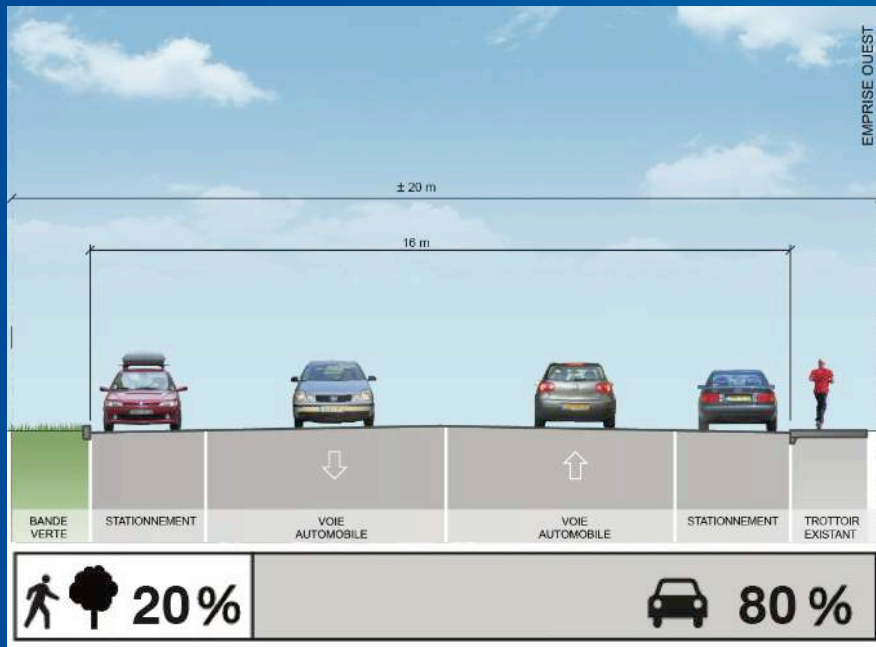 EMPRISE OUEST
± 20 m
16 m
BANDE
VERTE
STATIONNEMENT
VOIE
AUTOMOBILE
VOIE
AUTOMOBILE
STATIONNEMENT
TROTTOIR
EXISTANT
20 %
80 %